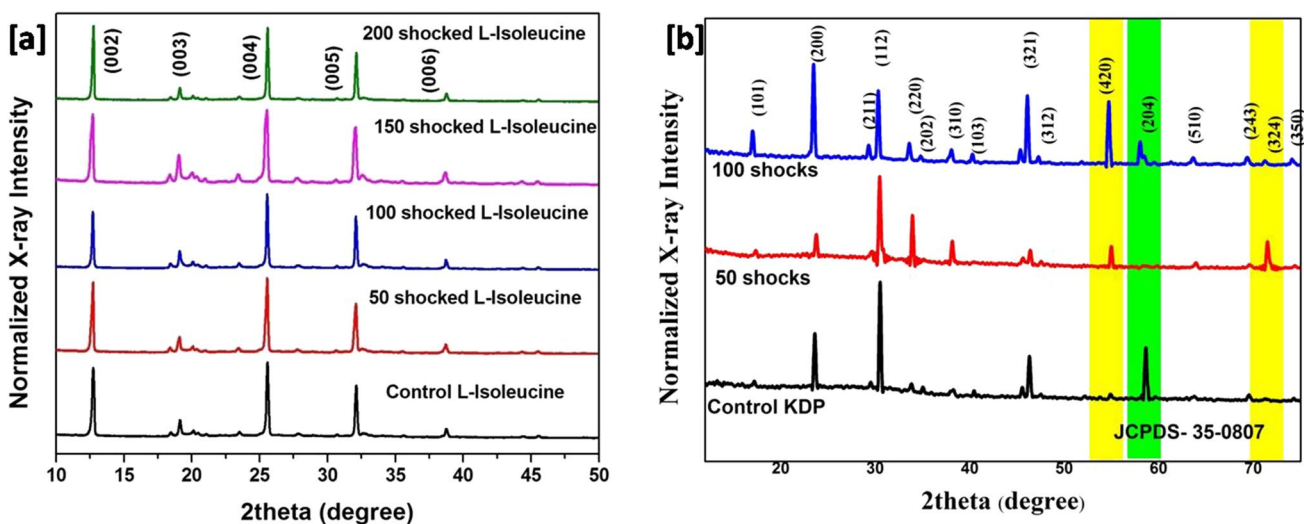 [a]
Normalized X-ray Intensity
200 shocked L-Isoleucine
(002)
(003)
(004)
(005)
(006)
150 shocked L-Isoleucine
100 shocked L-Isoleucine
50 shocked L-Isoleucine
Control L-Isoleucine
10 15 20 25 30 35 40 45 50
2theta (degree)
[b]
Normalized X-ray Intensity
(101)
(200)
(211)
(112)
(220)
(202)
(310)
(103)
(321)
(312)
(420)
(204)
(510)
(243)
(324)
(350)
100 shocks
50 shocks
Control KDP
JCPDS- 35-0807
20 30 40 50 60 70
2theta (degree)